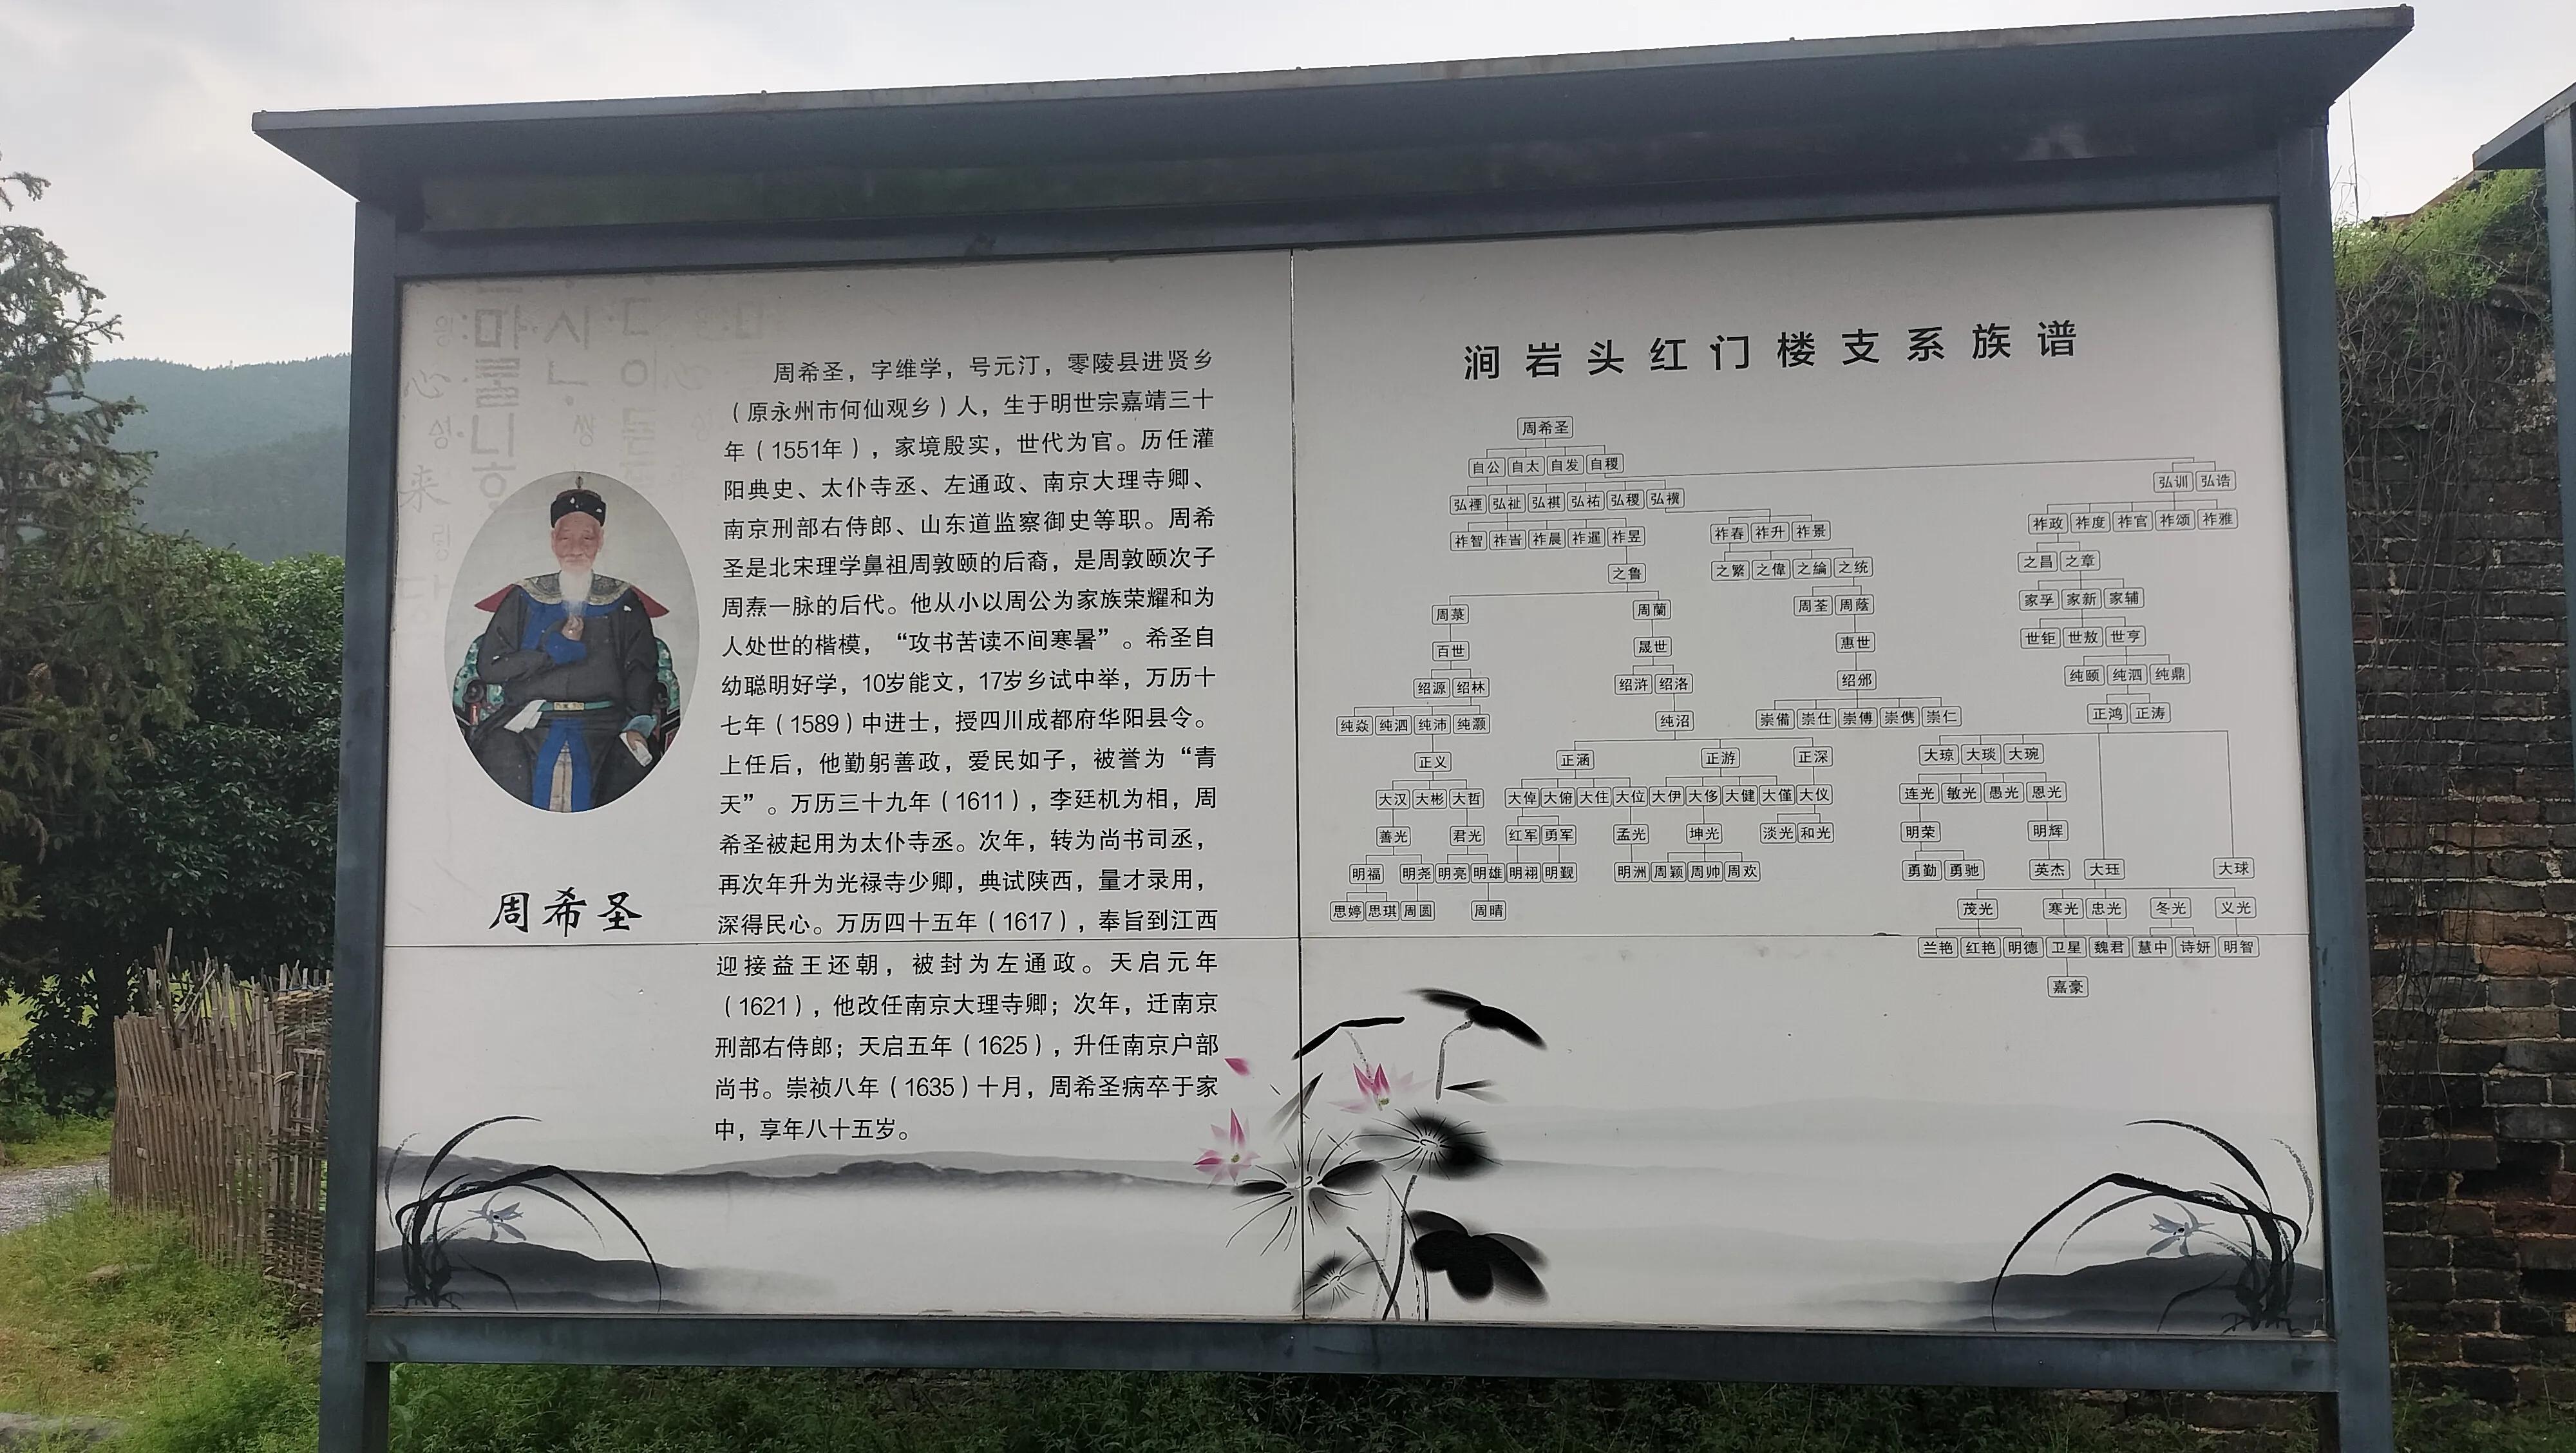 周希圣，字维学，号元汀，零陵县进贤乡
（原永州市何仙观乡）人，生于明世宗嘉靖三十
年（1551年），家境殷实，世代为官。历任灌
阳典史、太仆寺丞、左通政、南京大理寺卿、
南京刑部右侍郎、山东道监察御史等职。周希
圣是北宋理学鼻祖周敦颐的后裔，是周敦颐次子
周焘一脉的后代。他从小以周公为家族荣耀和为
人处世的楷模，“攻书苦读不间寒暑”。希圣自
幼聪明好学，10岁能文，17岁乡试中举，万历十
七年（1589）中进士，授四川成都府华阳县令。
上任后，他勤躬善政，爱民如子，被誉为“青
天”。万历三十九年（1611），李廷机为相，周
希圣被起用为太仆寺丞。次年，转为尚书司丞，
再次年升为光禄寺少卿，典试陕西，量才录用，
深得民心。万历四十五年（1617），奉旨到江西
迎接益王还朝，被封为左通政。天启元年
（1621），他改任南京大理寺卿；次年，迁南京
刑部右侍郎；天启五年（1625），升任南京户部
尚书。崇祯八年（1635）十月，周希圣病卒于家
中，享年八十五岁。
周希圣
涧岩头红门楼支系族谱
周希圣
自公 自太 自发 自稷
弘训 弘诰
弘祉 弘祺 弘祐 弘稷
祚政 祚度 祚官 祚颂 祚雅
祚智 祚晨 祚暹 祚昱 祚春 祚升 祚景
之昌 之章
之鲁 之繁 之偉 之綸 之统
家孚 家新 家辅
周菉 周蘭 周荃 周蔭
世钜 世敖 世亨
百世 晟世 惠世
纯颐 纯泗 纯鼎
绍源 绍林 绍浒 绍洛 绍邠
正鸿 正涛
纯焱 纯泗 纯沛 纯灏 纯沼 崇備 崇仕 崇傅 崇儁 崇仁
正义 正涵 正游 正深 大琼 大琰 大琬
大汉 大彬 大哲 大倬 大俯 大住 大位 大伊 大侈 大健 大僅 大仪 连光 敏光 愚光 恩光
善光 君光 红军 勇军 孟光 坤光 淡光 和光 明荣 明辉
明福 明尧 明亮 明雄 明祤 明觐 明洲 周颖 周帅 周欢 勇勤 勇驰 英杰 大珏 大球
思婷 思琪 周圆 周晴 茂光 寒光 忠光 冬光 义光
兰艳 红艳 明德 卫星 魏君 慧中 诗妍 明智
嘉豪